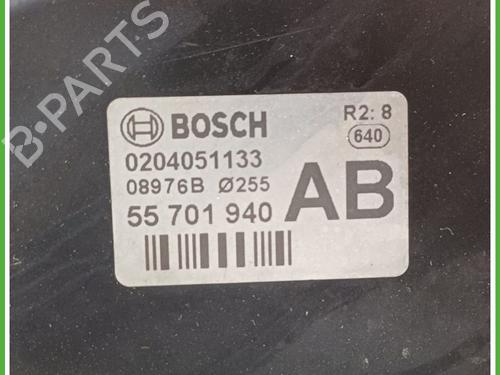 B-PARTS
BOSCH
R2: 8
640
0204051133
08976B Ø255
55 701 940
AB